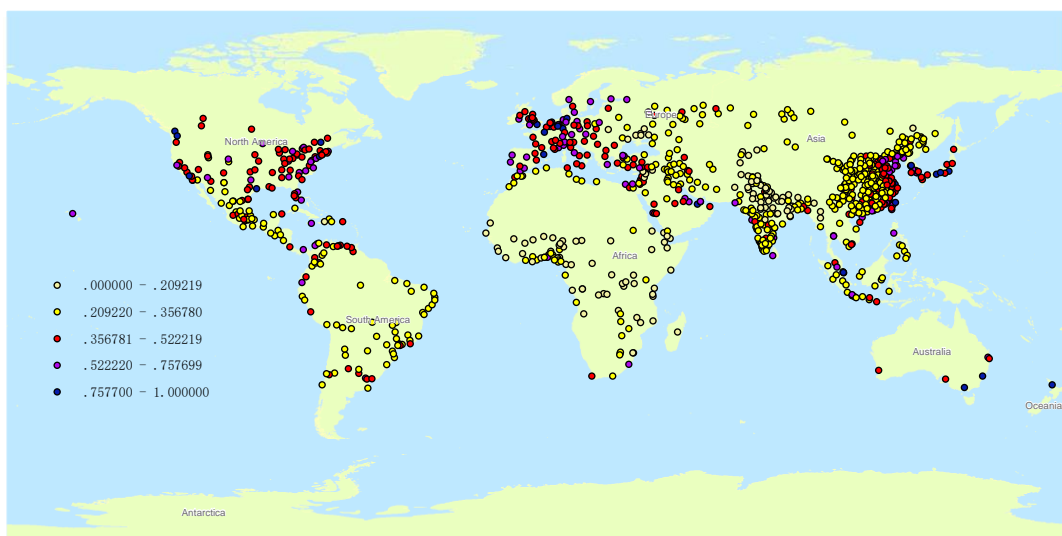 Europe
Asia
North America
Africa
.000000 - .209219
.209220 - .356780
South America
.356781 - .522219
Australia
.522220 - .757699
.757700 - 1.000000
Oceania
Antarctica